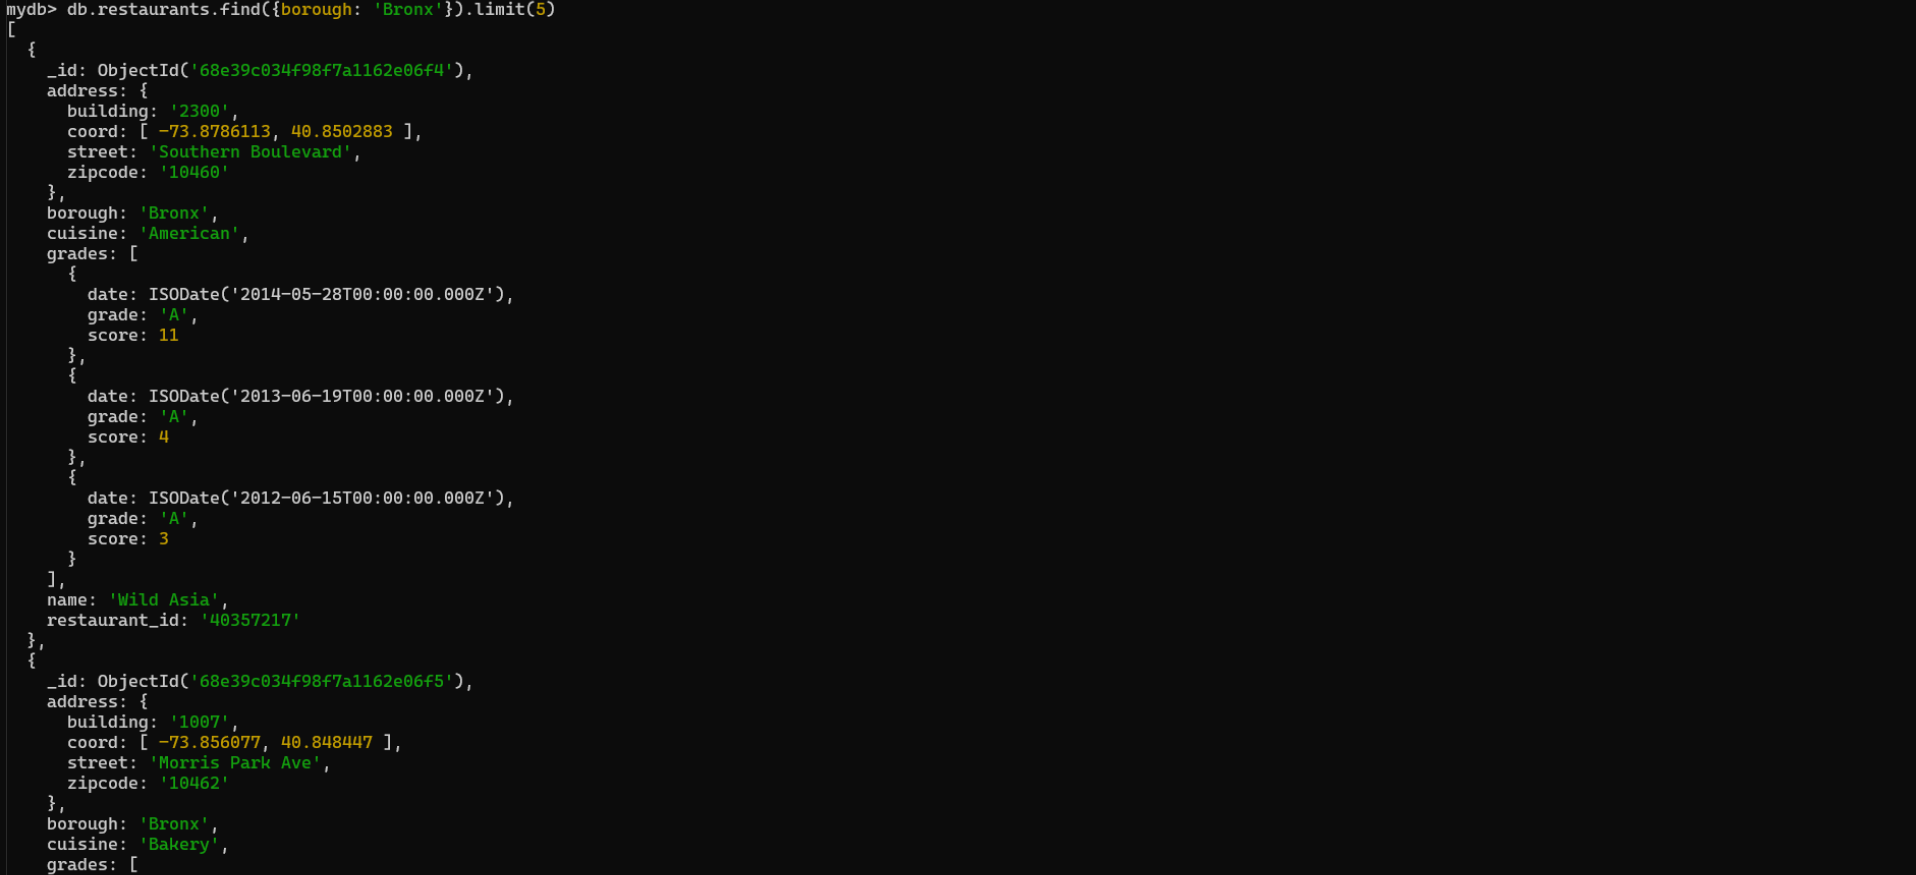 mydb> db.restaurants.find({borough: 'Bronx'}).limit(5)
[
  {
    _id: ObjectId('68e39c034f98f7a1162e06f4'),
    address: {
      building: '2300',
      coord: [ -73.8786113, 40.8502883 ],
      street: 'Southern Boulevard',
      zipcode: '10460'
    },
    borough: 'Bronx',
    cuisine: 'American',
    grades: [
      {
        date: ISODate('2014-05-28T00:00:00.000Z'),
        grade: 'A',
        score: 11
      },
      {
        date: ISODate('2013-06-19T00:00:00.000Z'),
        grade: 'A',
        score: 4
      },
      {
        date: ISODate('2012-06-15T00:00:00.000Z'),
        grade: 'A',
        score: 3
      }
    ],
    name: 'Wild Asia',
    restaurant_id: '40357217'
  },
  {
    _id: ObjectId('68e39c034f98f7a1162e06f5'),
    address: {
      building: '1007',
      coord: [ -73.856077, 40.848447 ],
      street: 'Morris Park Ave',
      zipcode: '10462'
    },
    borough: 'Bronx',
    cuisine: 'Bakery',
    grades: [